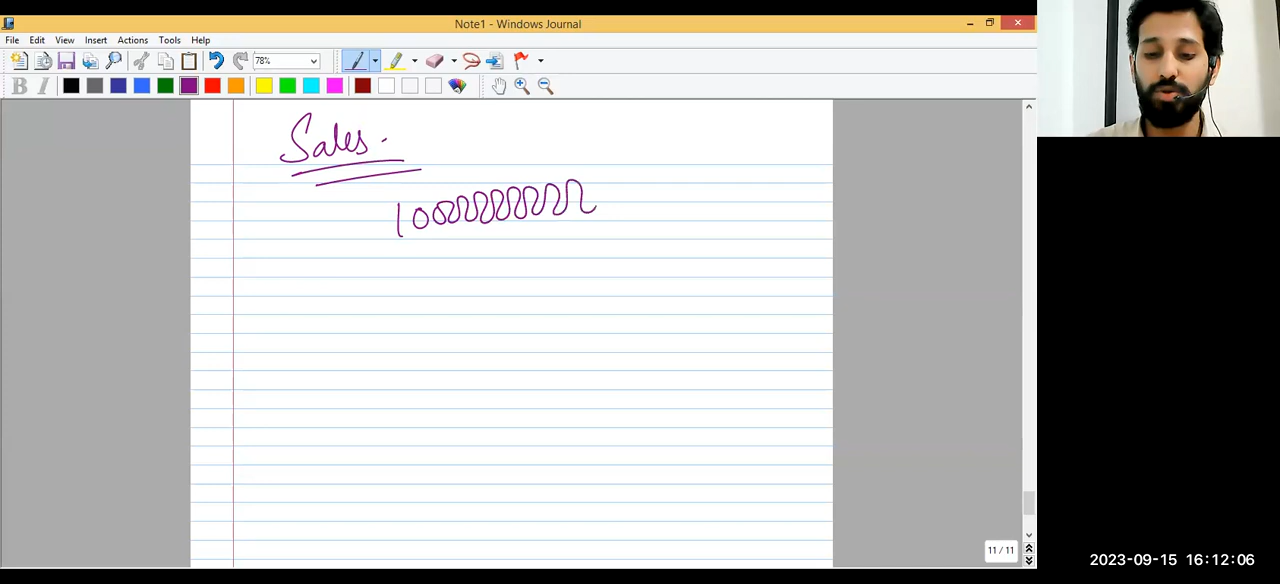 Note1 - Windows Journal
File Edit View Insert Actions Tools Help
78%
B I
Sales.
100
11 / 11
2023-09-15 16:12:06